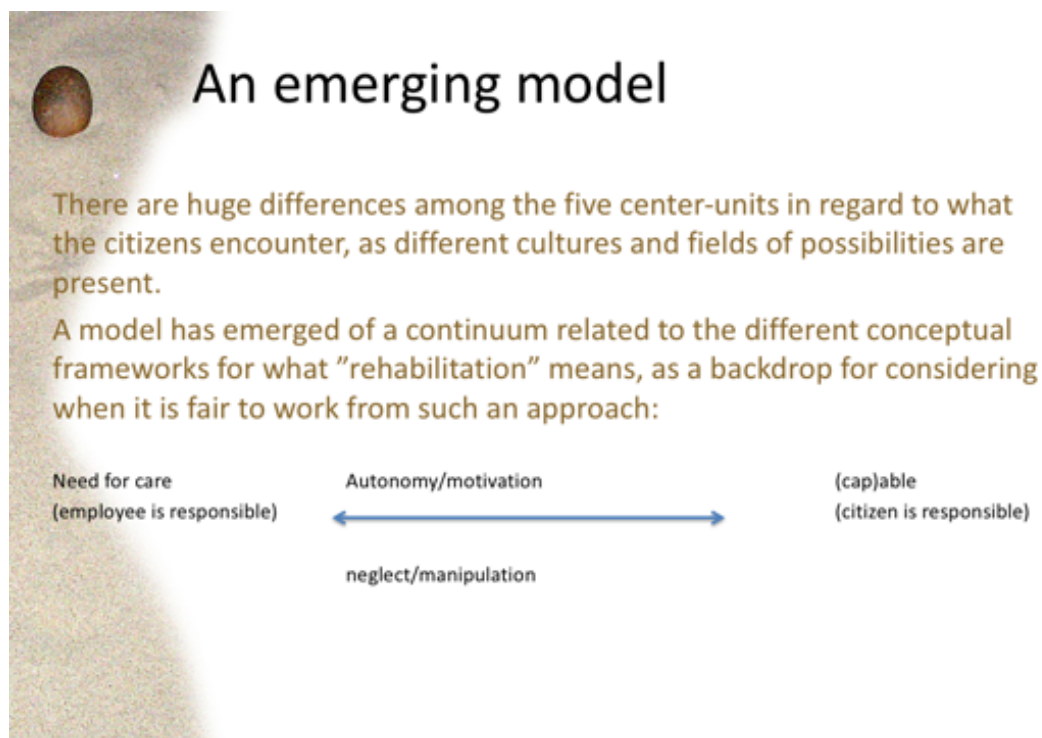 An emerging model
There are huge differences among the five center-units in regard to what
the citizens encounter, as different cultures and fields of possibilities are
present.
A model has emerged of a continuum related to the different conceptual
frameworks for what ”rehabilitation” means, as a backdrop for considering
when it is fair to work from such an approach:
Need for care Autonomy/motivation (cap)able
(employee is responsible) (citizen is responsible)
neglect/manipulation